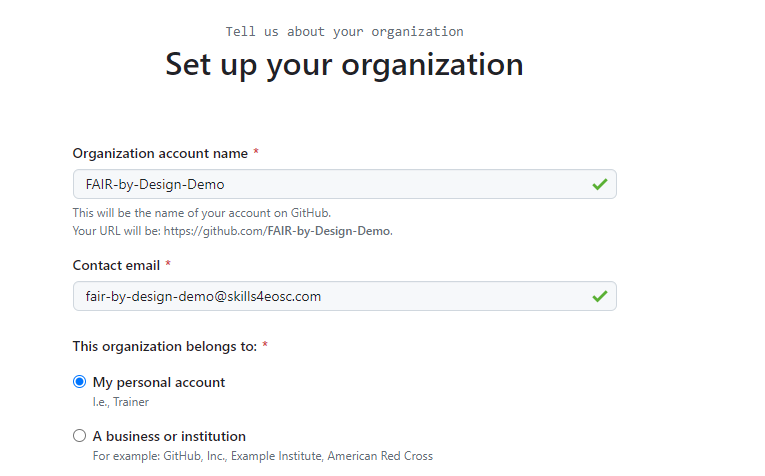 Tell us about your organization
Set up your organization
Organization account name *
FAIR-by-Design-Demo
This will be the name of your account on GitHub.
Your URL will be: https://github.com/FAIR-by-Design-Demo.
Contact email *
fair-by-design-demo@skills4eosc.com
This organization belongs to: *
My personal account
I.e., Trainer
A business or institution
For example: GitHub, Inc., Example Institute, American Red Cross